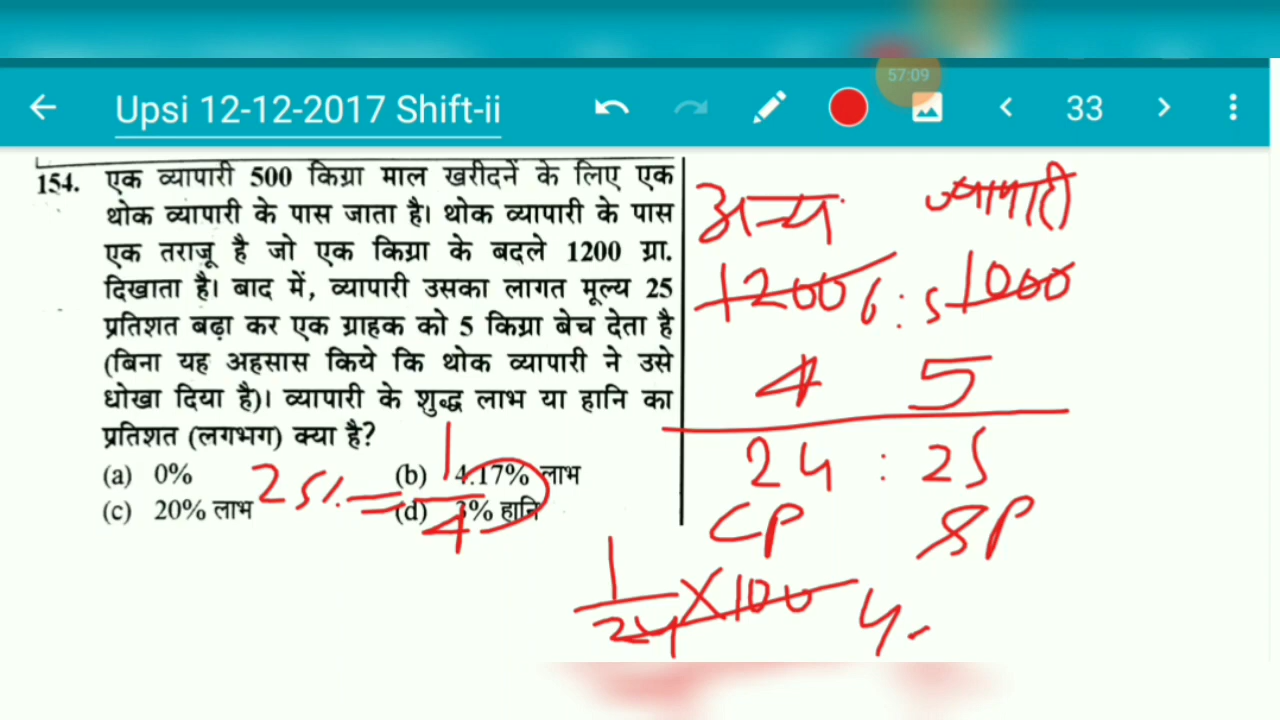 57:09
Upsi 12-12-2017 Shift-ii
33
154. एक व्यापारी 500 किग्रा माल खरीदनें के लिए एक
थोक व्यापारी के पास जाता है। थोक व्यापारी के पास
एक तराजू है जो एक किग्रा के बदले 1200 ग्रा.
दिखाता है। बाद में, व्यापारी उसका लागत मूल्य 25
प्रतिशत बढ़ा कर एक ग्राहक को 5 किग्रा बेच देता है
(बिना यह अहसास किये कि थोक व्यापारी ने उसे
धोखा दिया है)। व्यापारी के शुद्ध लाभ या हानि का
प्रतिशत (लगभग) क्या है?
(a) 0% (b) 4.17% लाभ
(c) 20% लाभ (d) 3% हानि
25% = 1/4
अन्य व्यापारी
1200 6 : 5 1000
4 5
24 : 25
CP SP
1/24 × 100 4.